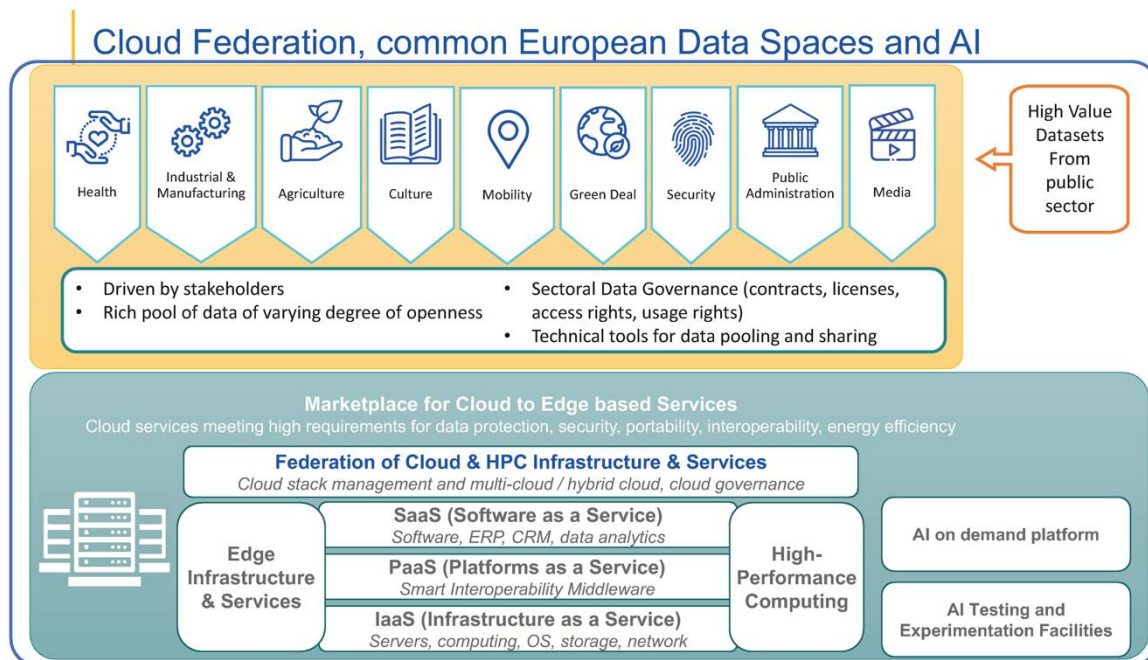 Cloud Federation, common European Data Spaces and AI
Health
Industrial &
Manufacturing
Agriculture
Culture
Mobility
Green Deal
Security
Public
Administration
Media
High Value
Datasets
From
public
sector
• Driven by stakeholders
• Rich pool of data of varying degree of openness
• Sectoral Data Governance (contracts, licenses,
access rights, usage rights)
• Technical tools for data pooling and sharing
Marketplace for Cloud to Edge based Services
Cloud services meeting high requirements for data protection, security, portability, interoperability, energy efficiency
Federation of Cloud & HPC Infrastructure & Services
Cloud stack management and multi-cloud / hybrid cloud, cloud governance
Edge
Infrastructure
& Services
SaaS (Software as a Service)
Software, ERP, CRM, data analytics
PaaS (Platforms as a Service)
Smart Interoperability Middleware
IaaS (Infrastructure as a Service)
Servers, computing, OS, storage, network
High-
Performance
Computing
AI on demand platform
AI Testing and
Experimentation Facilities